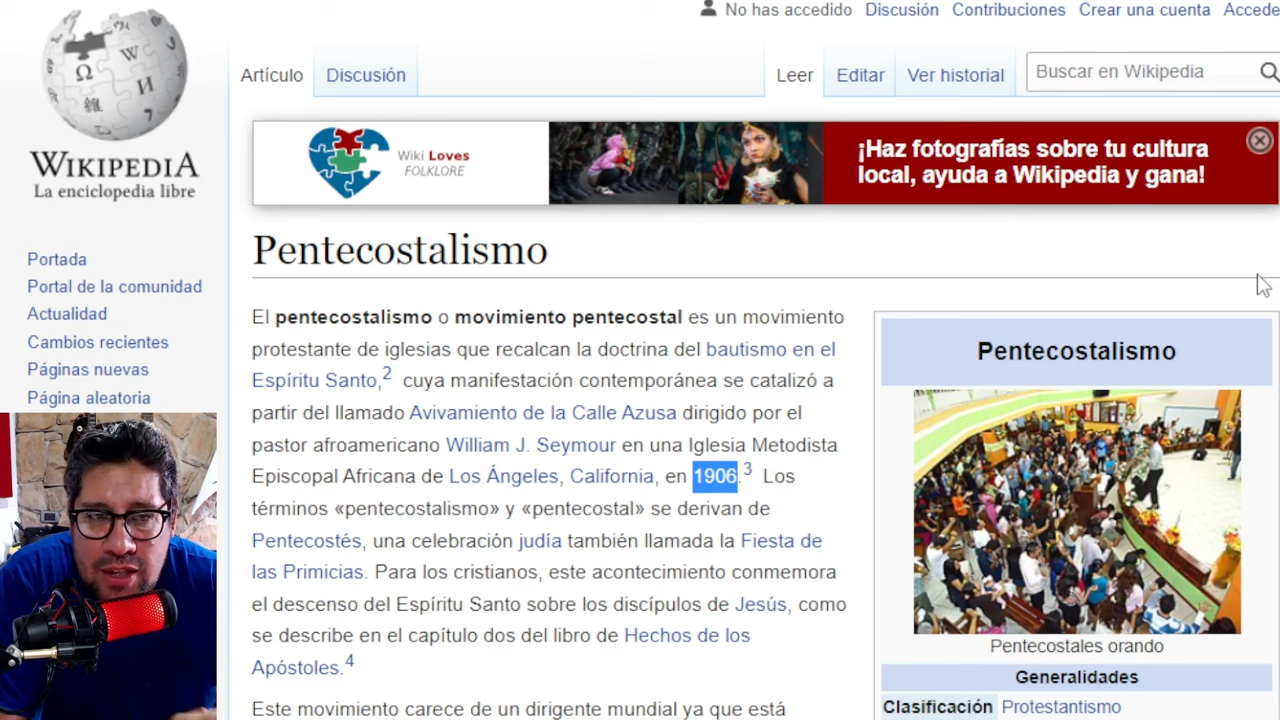 No has accedido Discusión Contribuciones Crear una cuenta Accede
Artículo Discusión Leer Editar Ver historial Buscar en Wikipedia
WIKIPEDIA
La enciclopedia libre
Wiki Loves
FOLKLORE
¡Haz fotografías sobre tu cultura
local, ayuda a Wikipedia y gana!
Portada
Portal de la comunidad
Actualidad
Cambios recientes
Páginas nuevas
Página aleatoria
Pentecostalismo
El pentecostalismo o movimiento pentecostal es un movimiento
protestante de iglesias que recalcan la doctrina del bautismo en el
Espíritu Santo,2 cuya manifestación contemporánea se catalizó a
partir del llamado Avivamiento de la Calle Azusa dirigido por el
pastor afroamericano William J. Seymour en una Iglesia Metodista
Episcopal Africana de Los Ángeles, California, en 1906.3 Los
términos «pentecostalismo» y «pentecostal» se derivan de
Pentecostés, una celebración judía también llamada la Fiesta de
las Primicias. Para los cristianos, este acontecimiento conmemora
el descenso del Espíritu Santo sobre los discípulos de Jesús, como
se describe en el capítulo dos del libro de Hechos de los
Apóstoles.4
Este movimiento carece de un dirigente mundial ya que está
Pentecostalismo
Pentecostales orando
Generalidades
Clasificación Protestantismo